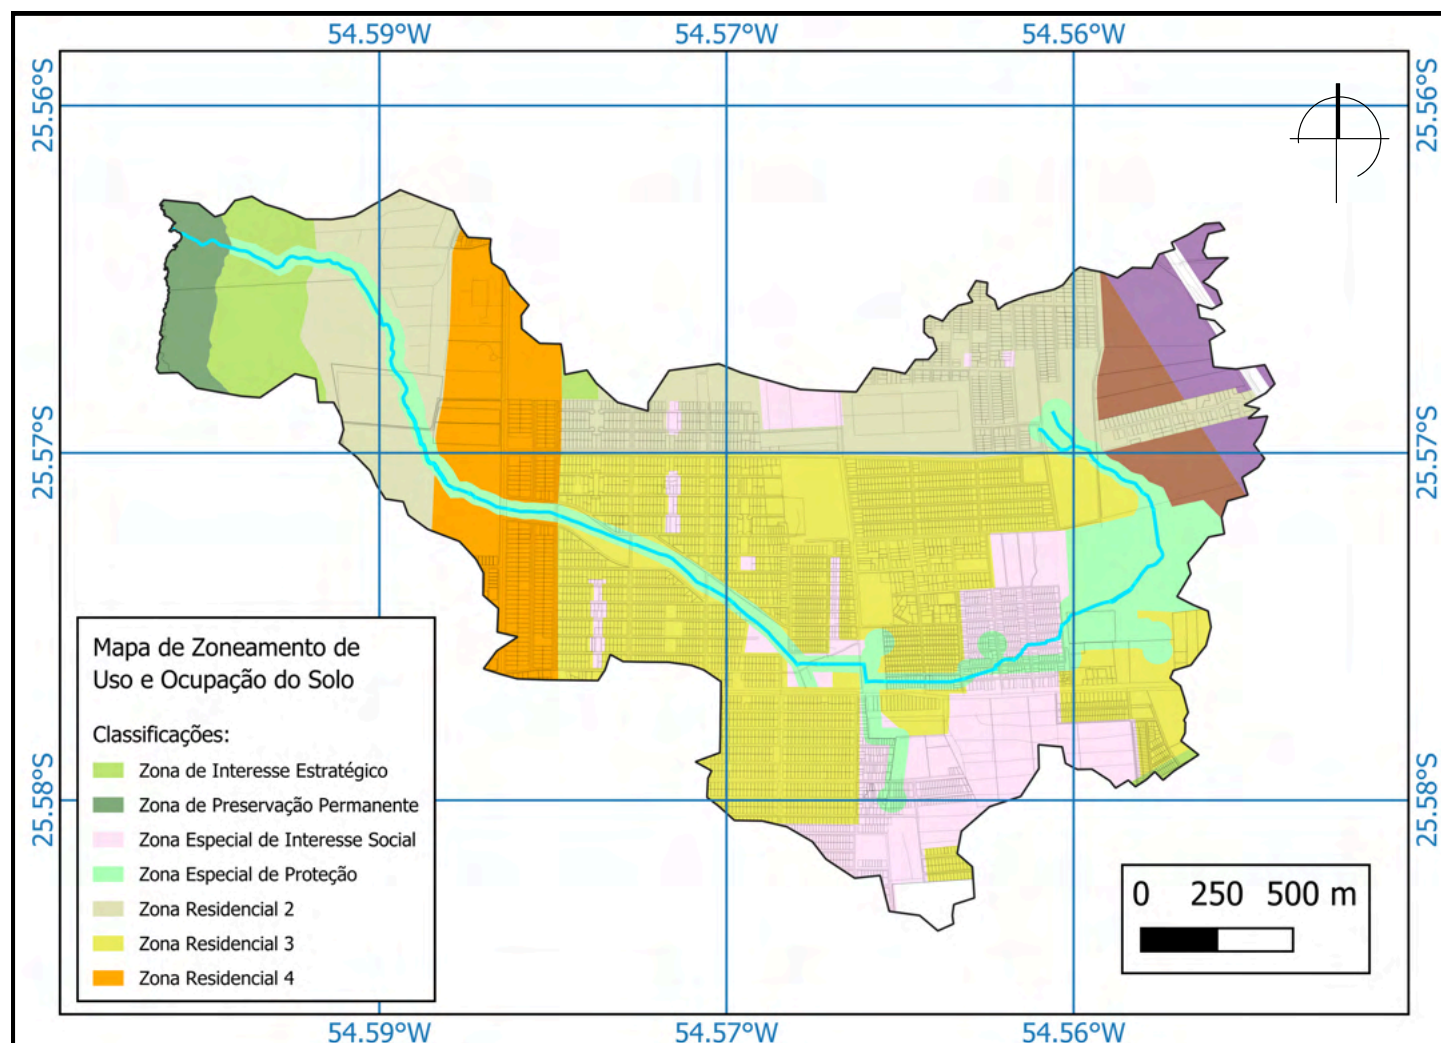 54.59°W 54.57°W 54.56°W
25.56°S 25.56°S
25.57°S 25.57°S
25.58°S 25.58°S
Mapa de Zoneamento de
Uso e Ocupação do Solo
Classificações:
Zona de Interesse Estratégico
Zona de Preservação Permanente
Zona Especial de Interesse Social
Zona Especial de Proteção
Zona Residencial 2
Zona Residencial 3
Zona Residencial 4
0 250 500 m
54.59°W 54.57°W 54.56°W